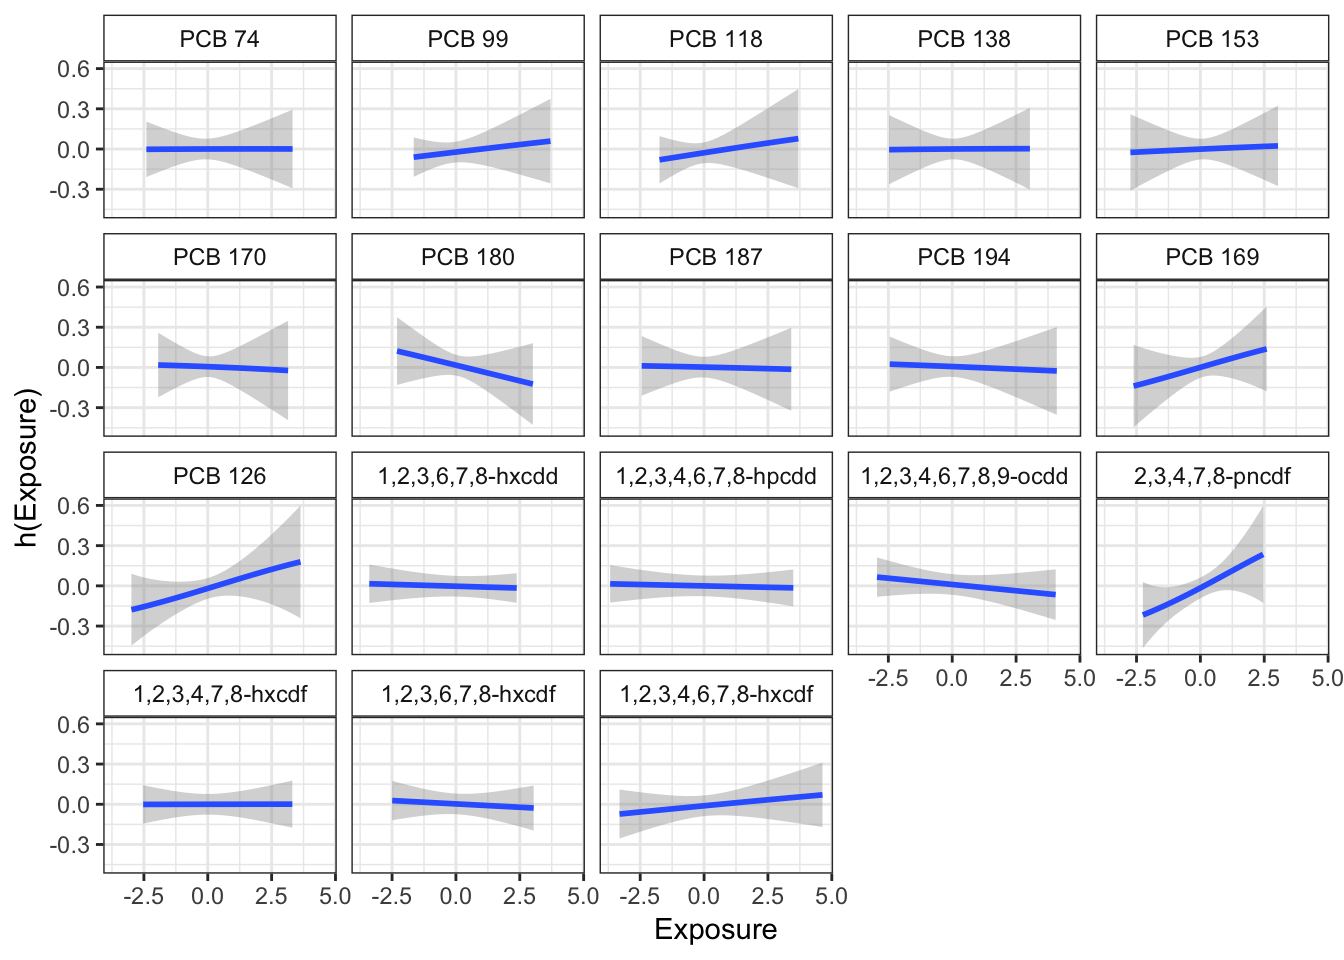 PCB 74 PCB 99 PCB 118 PCB 138 PCB 153
0.6
0.3
0.0
-0.3
PCB 170 PCB 180 PCB 187 PCB 194 PCB 169
0.6
0.3
0.0
-0.3
h(Exposure)
PCB 126 1,2,3,6,7,8-hxcdd 1,2,3,4,6,7,8-hpcdd 1,2,3,4,6,7,8,9-ocdd 2,3,4,7,8-pncdf
0.6
0.3
0.0
-0.3
-2.5 0.0 2.5 5.0 -2.5 0.0 2.5 5.0
1,2,3,4,7,8-hxcdf 1,2,3,6,7,8-hxcdf 1,2,3,4,6,7,8-hxcdf
0.6
0.3
0.0
-0.3
-2.5 0.0 2.5 5.0 -2.5 0.0 2.5 5.0 -2.5 0.0 2.5 5.0
Exposure